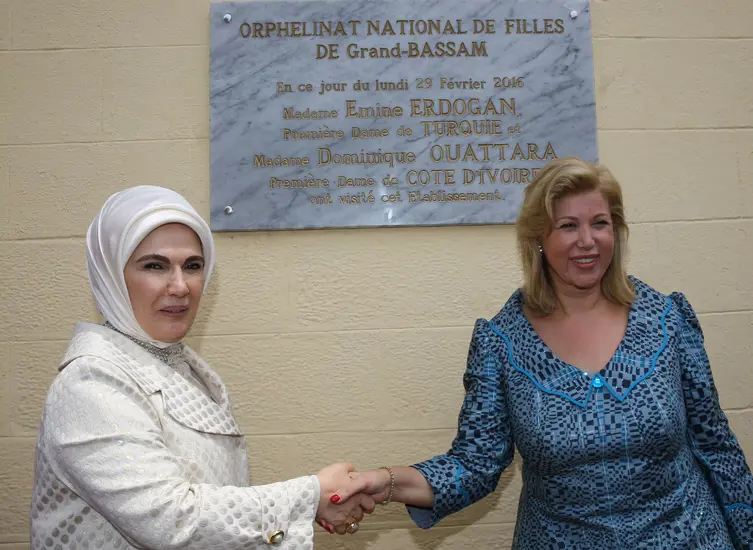 ORPHELINAT NATIONAL DE FILLES
DE Grand-BASSAM
En ce jour du lundi 29 Février 2016
Madame Emine ERDOGAN,
Première Dame de TURQUIE et
Madame Dominique OUATTARA
Première Dame de COTE D'IVOIRE
ont visité cet Etablissement.